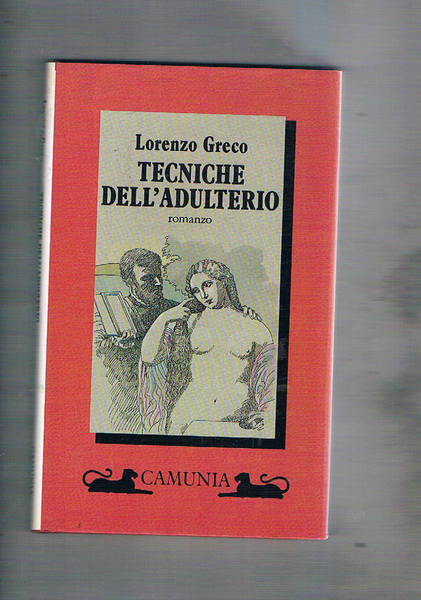 Lorenzo Greco
TECNICHE
DELL'ADULTERIO
romanzo
CAMUNIA